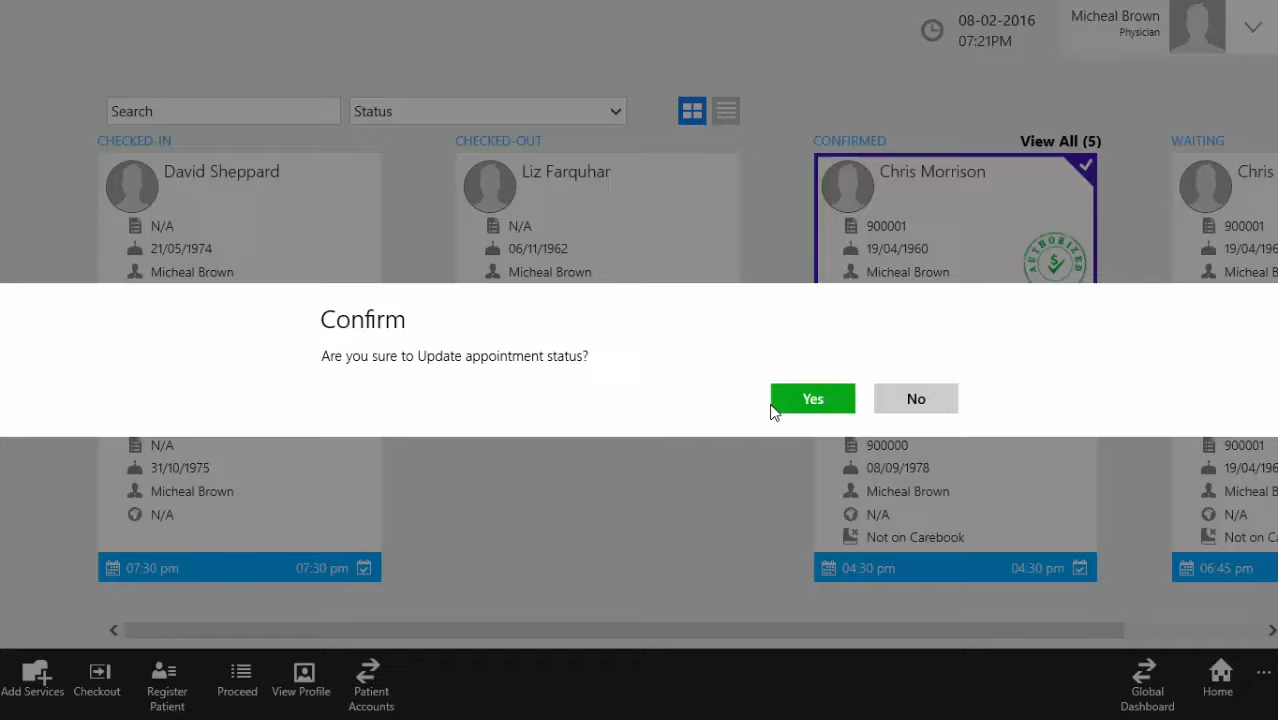 08-02-2016
07:21PM
Micheal Brown
Physician
Search
Status
CHECKED-IN
David Sheppard
N/A
21/05/1974
Micheal Brown
CHECKED-OUT
Liz Farquhar
N/A
06/11/1962
Micheal Brown
CONFIRMED
View All (5)
Chris Morrison
900001
19/04/1960
Micheal Brown
AUTHORIZED
$
WAITING
Chris
900001
19/04/196
Micheal B
Confirm
Are you sure to Update appointment status?
Yes
No
N/A
31/10/1975
Micheal Brown
N/A
07:30 pm
07:30 pm
900000
08/09/1978
Micheal Brown
N/A
Not on Carebook
04:30 pm
04:30 pm
900001
19/04/196
Micheal B
N/A
Not on Ca
06:45 pm
Add Services
Checkout
Register
Patient
Proceed
View Profile
Patient
Accounts
Global
Dashboard
Home